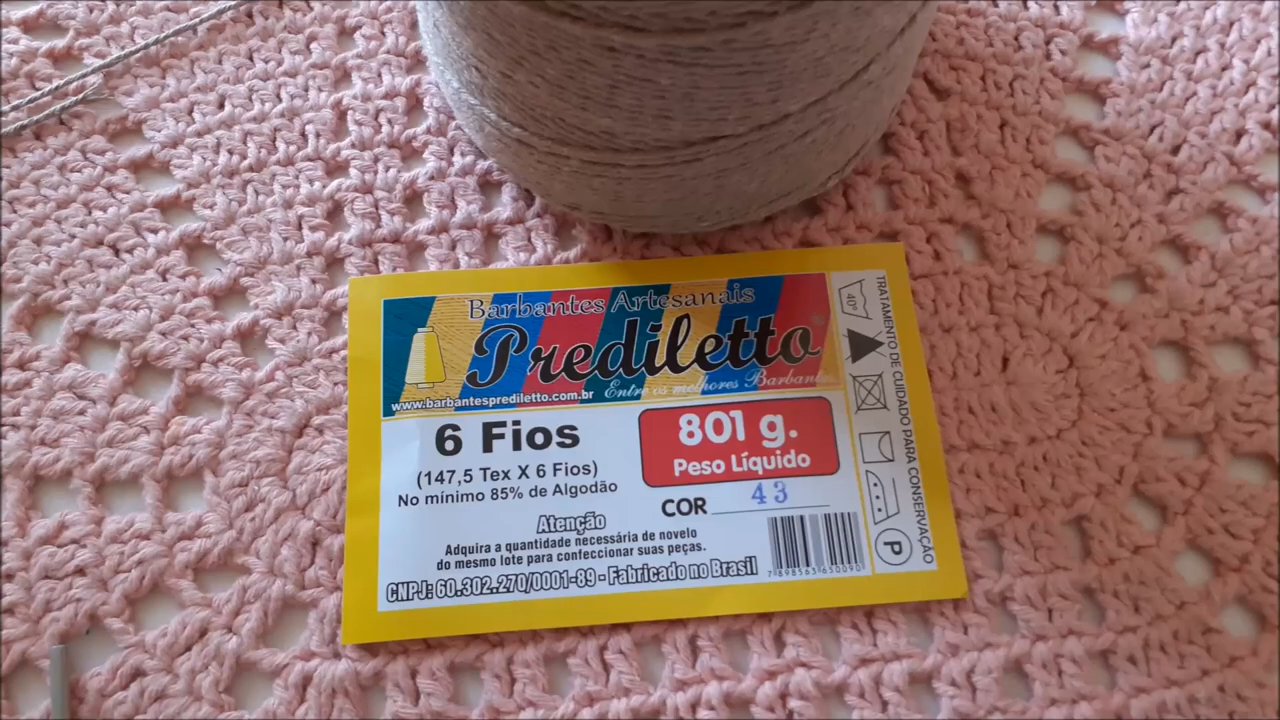 Barbantes Artesanais
Prediletto
Entre os melhores Barbant
www.barbantesprediletto.com.br
6 Fios
(147,5 Tex X 6 Fios)
No mínimo 85% de Algodão
801 g.
Peso Líquido
COR 43
Atenção
Adquira a quantidade necessária de novelo
do mesmo lote para confeccionar suas peças.
CNPJ: 60.302.270/0001-89 - Fabricado no Brasil
7898563650090
TRATAMENTO DE CUIDADO PARA CONSERVAÇÃO
40°
P